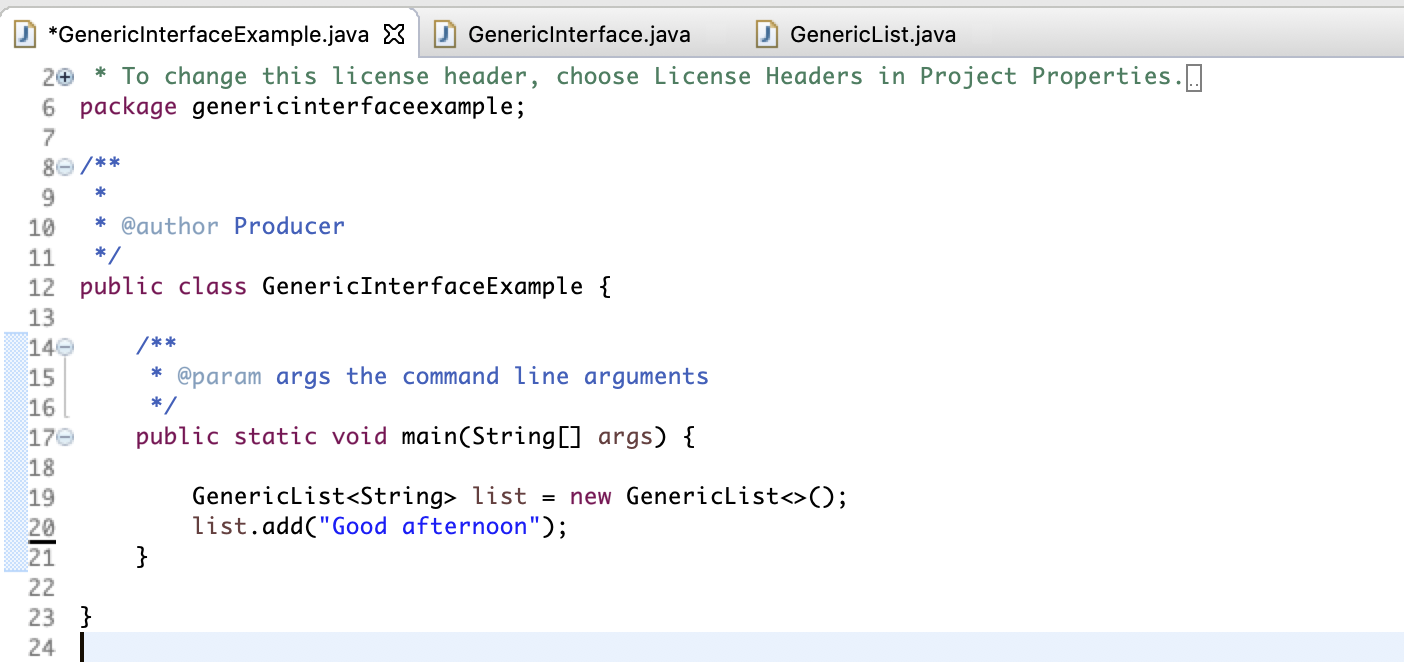 *GenericInterfaceExample.java GenericInterface.java GenericList.java
2 * To change this license header, choose License Headers in Project Properties...
6 package genericinterfaceexample;
7
8 /**
9 *
10 * @author Producer
11 */
12 public class GenericInterfaceExample {
13
14 /**
15 * @param args the command line arguments
16 */
17 public static void main(String[] args) {
18
19 GenericList<String> list = new GenericList<>();
20 list.add("Good afternoon");
21 }
22
23 }
24